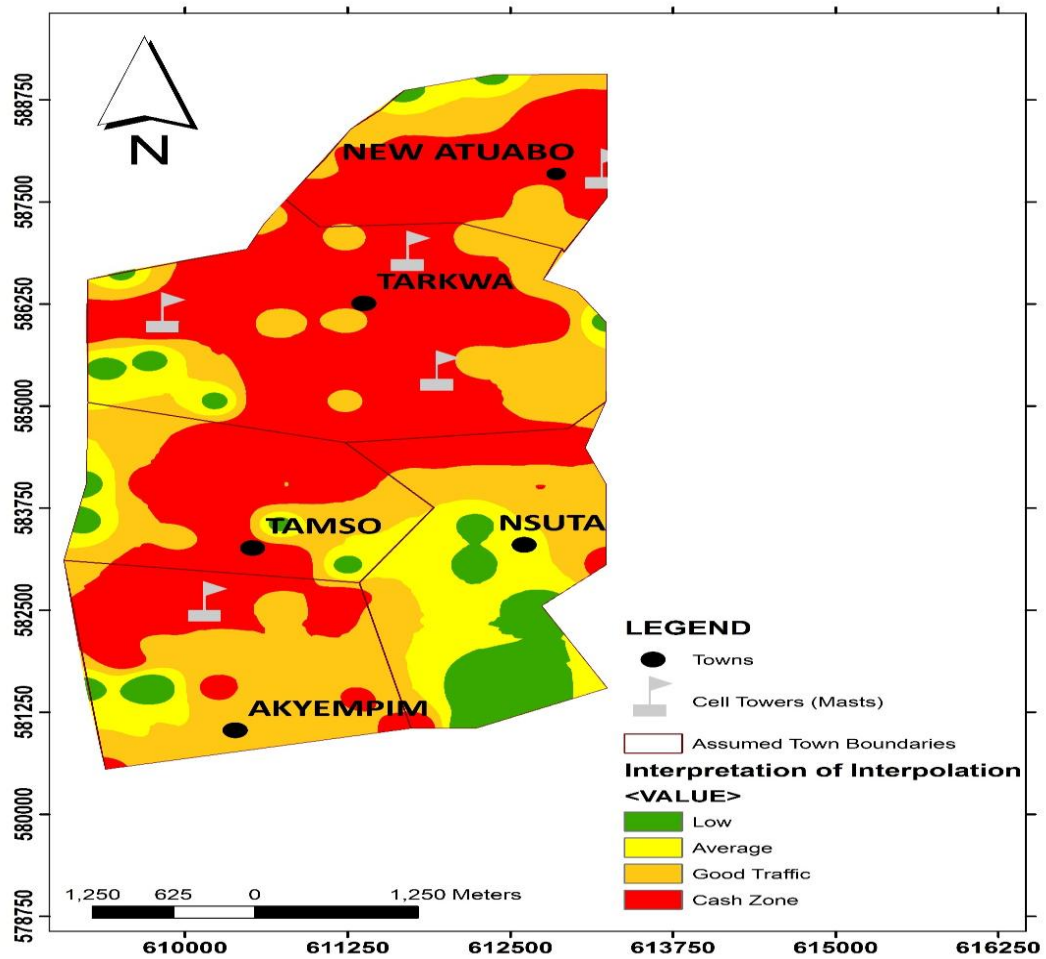 N
NEW ATUABO
TARKWA
TAMSO
NSUTA
AKYEMPIM
588750
587500
586250
585000
583750
582500
581250
580000
578750
LEGEND
Towns
Cell Towers (Masts)
Assumed Town Boundaries
Interpretation of Interpolation
<VALUE>
Low
Average
Good Traffic
Cash Zone
1,250 625 0 1,250 Meters
610000 611250 612500 613750 615000 616250